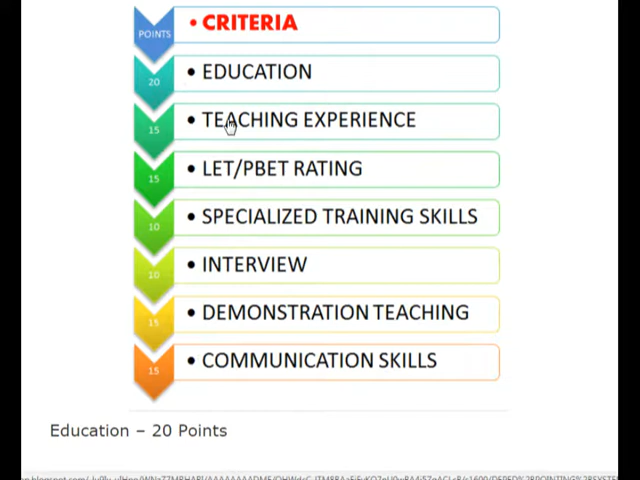 POINTS
• CRITERIA
20
• EDUCATION
15
• TEACHING EXPERIENCE
15
• LET/PBET RATING
10
• SPECIALIZED TRAINING SKILLS
10
• INTERVIEW
15
• DEMONSTRATION TEACHING
15
• COMMUNICATION SKILLS
Education – 20 Points